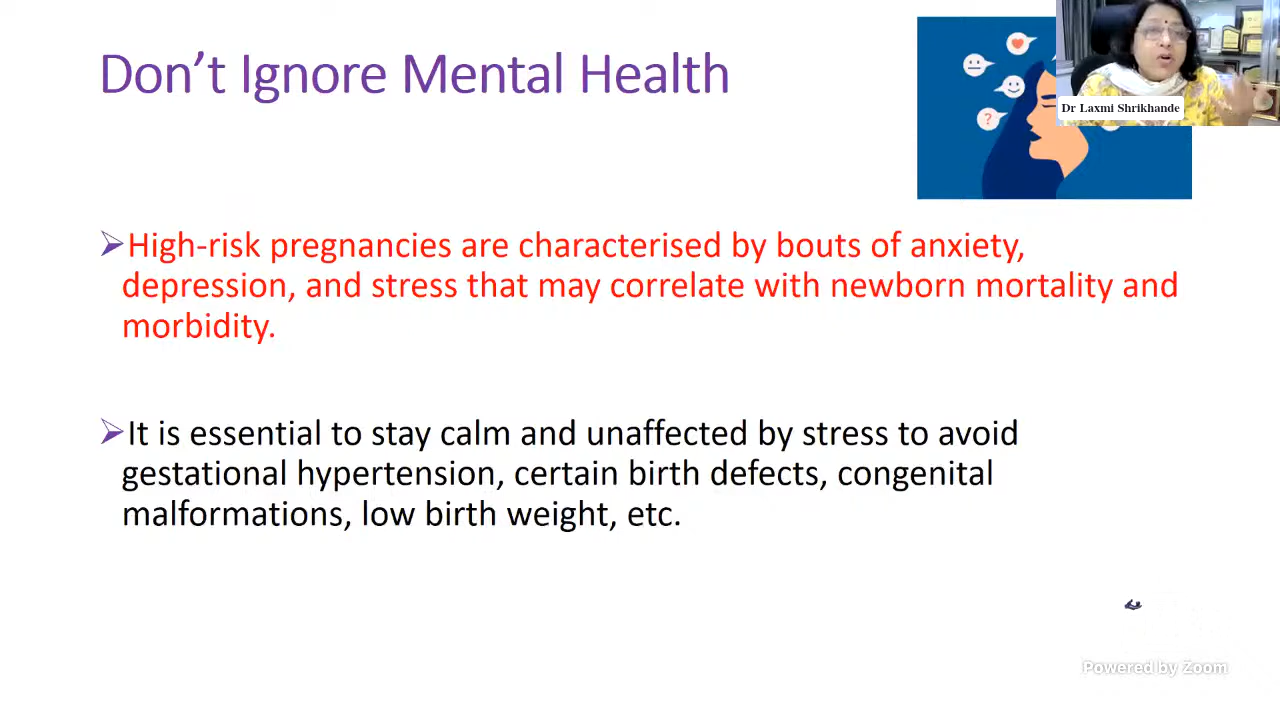 Don't Ignore Mental Health
Dr Laxmi Shrikhande
?
➢High-risk pregnancies are characterised by bouts of anxiety,
depression, and stress that may correlate with newborn mortality and
morbidity.
➢It is essential to stay calm and unaffected by stress to avoid
gestational hypertension, certain birth defects, congenital
malformations, low birth weight, etc.
Powered by Zoom